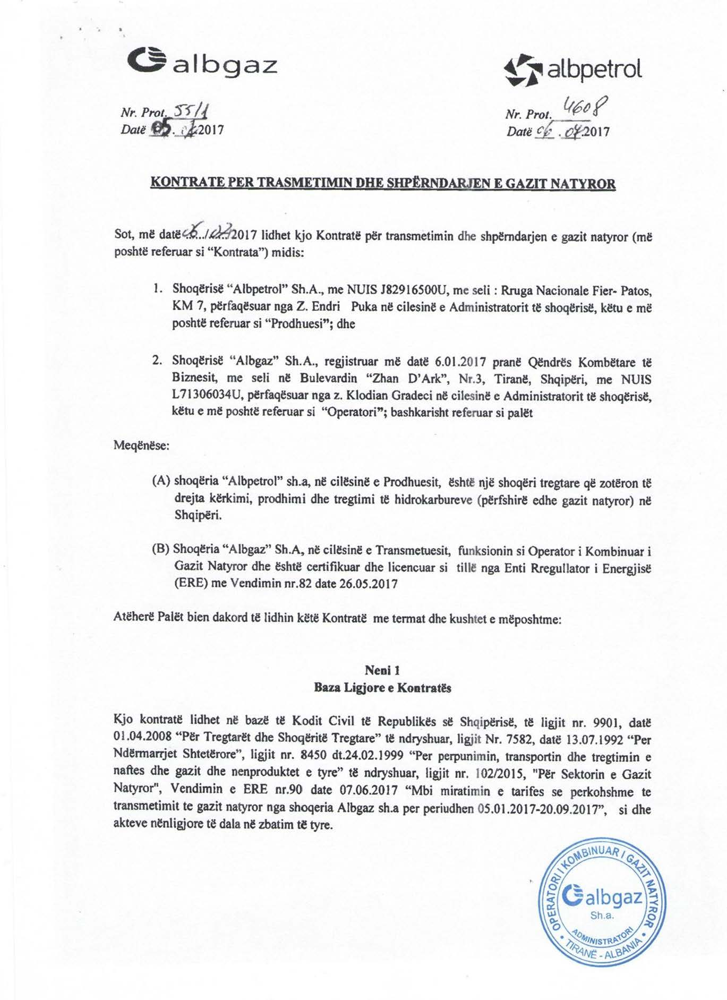 albgaz
albpetrol
Nr. Prot. 55/1
Nr. Prot. 4608
Datë 05. .2017
Datë 06 . 07.2017
KONTRATE PER TRASMETIMIN DHE SHPËRNDARJEN E GAZIT NATYROR
Sot, më datë 06../07../2017 lidhet kjo Kontratë për transmetimin dhe shpërndarjen e gazit natyror (më
poshtë referuar si “Kontrata”) midis:
1. Shoqërisë “Albpetrol” Sh.A., me NUIS J82916500U, me seli : Rruga Nacionale Fier- Patos,
KM 7, përfaqësuar nga Z. Endri Puka në cilesinë e Administratorit të shoqërisë, këtu e më
poshtë referuar si “Prodhuesi”; dhe
2. Shoqërisë “Albgaz” Sh.A., regjistruar më datë 6.01.2017 pranë Qëndrës Kombëtare të
Biznesit, me seli në Bulevardin “Zhan D’Ark”, Nr.3, Tiranë, Shqipëri, me NUIS
L71306034U, përfaqësuar nga z. Klodian Gradeci në cilesinë e Administratorit të shoqërisë,
këtu e më poshtë referuar si “Operatori”; bashkarisht referuar si palët
Meqënëse:
(A) shoqëria “Albpetrol” sh.a, në cilësinë e Prodhuesit, është një shoqëri tregtare që zotëron të
drejta kërkimi, prodhimi dhe tregtimi të hidrokarbureve (përfshirë edhe gazit natyror) në
Shqipëri.
(B) Shoqëria “Albgaz” Sh.A, në cilësinë e Transmetuesit, funksionin si Operator i Kombinuar i
Gazit Natyror dhe është certifikuar dhe licencuar si tillë nga Enti Rregullator i Energjisë
(ERE) me Vendimin nr.82 date 26.05.2017
Atëherë Palët bien dakord të lidhin këtë Kontratë me termat dhe kushtet e mëposhtme:
Neni 1
Baza Ligjore e Kontratës
Kjo kontratë lidhet në bazë të Kodit Civil të Republikës së Shqipërisë, të ligjit nr. 9901, datë
01.04.2008 “Për Tregtarët dhe Shoqëritë Tregtare” të ndryshuar, ligjit Nr. 7582, datë 13.07.1992 “Per
Ndërmarrjet Shtetërore”, ligjit nr. 8450 dt.24.02.1999 “Per perpunimin, transportin dhe tregtimin e
naftes dhe gazit dhe nenproduktet e tyre” të ndryshuar, ligjit nr. 102/2015, "Për Sektorin e Gazit
Natyror", Vendimin e ERE nr.90 date 07.06.2017 “Mbi miratimin e tarifes se perkohshme te
transmetimit te gazit natyror nga shoqeria Albgaz sh.a per periudhen 05.01.2017-20.09.2017”, si dhe
akteve nënligjore të dala në zbatim të tyre.
OPERATORI I KOMBINUAR I GAZIT NATYROR
albgaz
Sh.a.
ADMINISTRATORI
TIRANË - ALBANIA